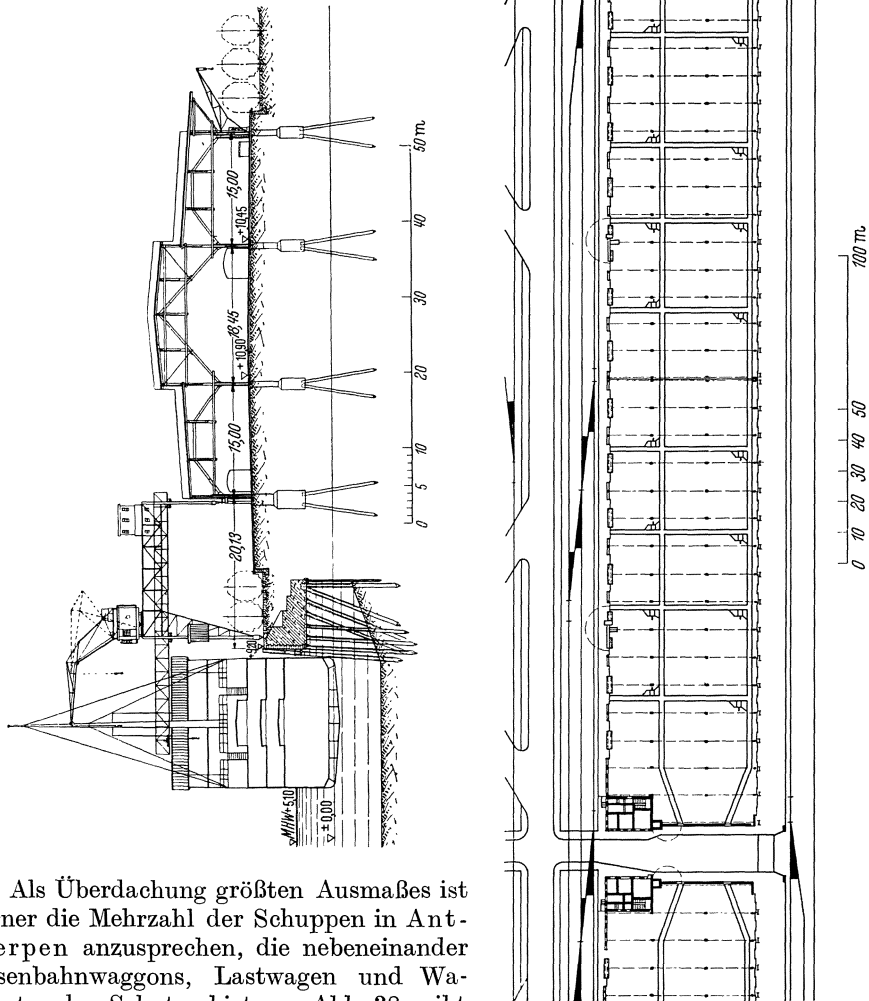 50 m
40
30
20
10
5
0
15,00
+10,45
18,45
+10,90
15,00
20,13
MHW+5,10
± 0,00
100 m
50
40
30
20
10
0
Als Überdachung größten Ausmaßes ist
ner die Mehrzahl der Schuppen in Ant-
erpen anzusprechen, die nebeneinander
senbahnwaggons, Lastwagen und Wa-